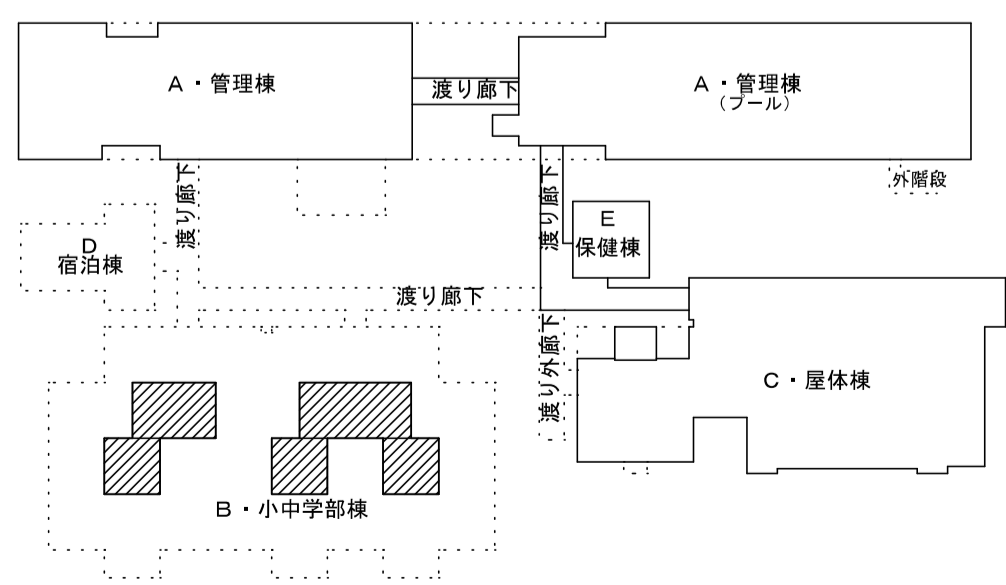 A・管理棟
渡り廊下
A・管理棟
(プール)
渡り廊下
渡り廊下
外階段
D
宿泊棟
E
保健棟
渡り廊下
渡り外廊下
C・屋体棟
B・小中学部棟